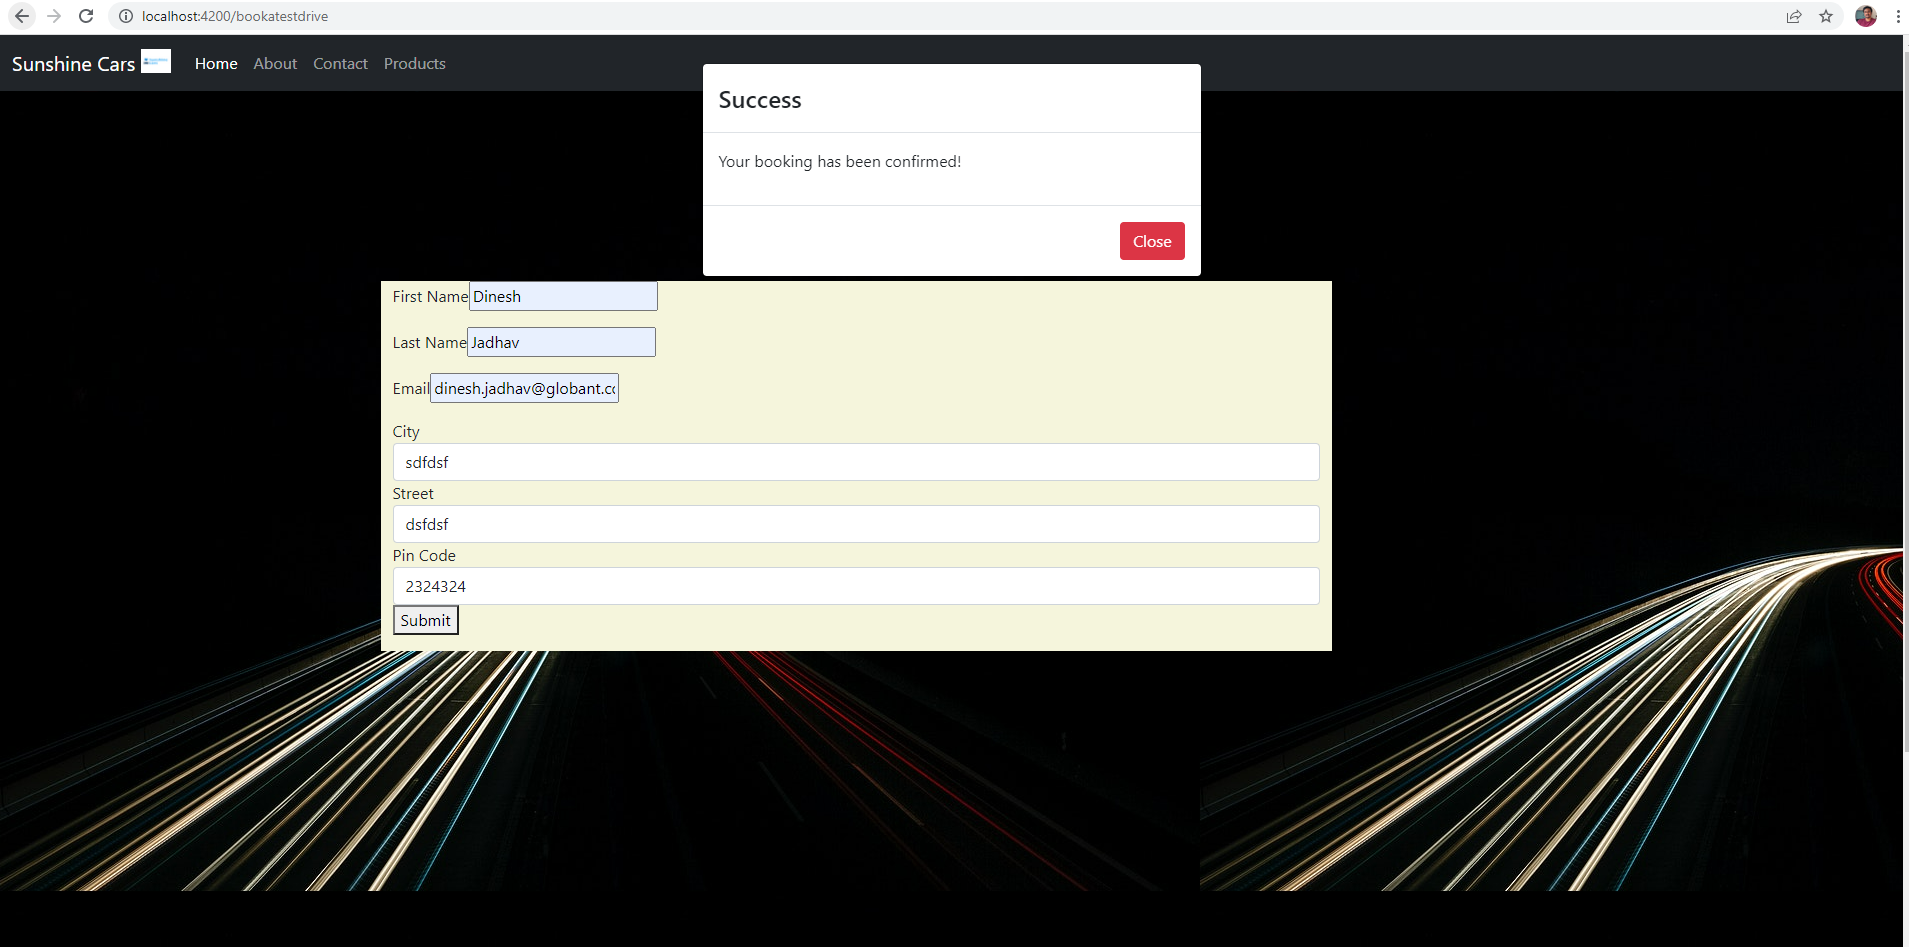 localhost:4200/bookatestdrive
Sunshine Cars Home About Contact Products
Success
Your booking has been confirmed!
Close
First Name Dinesh
Last Name Jadhav
Email dinesh.jadhav@globant.co
City
sdfdsf
Street
dsfdsf
Pin Code
2324324
Submit